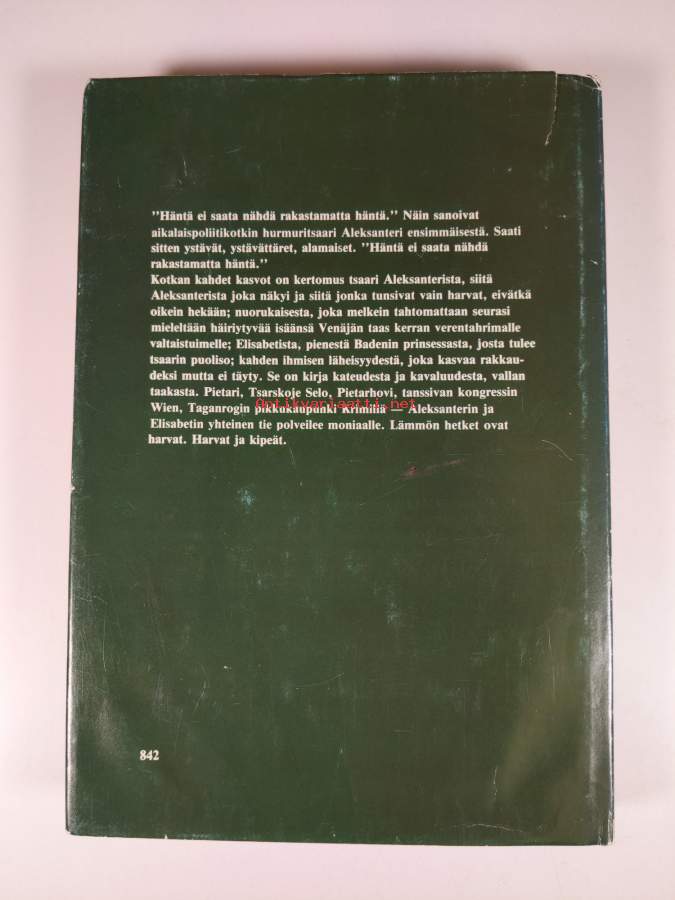 "Häntä ei saata nähdä rakastamatta häntä." Näin sanoivat
aikalaispoliitikotkin hurmuritsaari Aleksanteri ensimmäisestä. Saati
sitten ystävät, ystävättäret, alamaiset. "Häntä ei saata nähdä
rakastamatta häntä."
Kotkan kahdet kasvot on kertomus tsaari Aleksanterista, siitä
Aleksanterista joka näkyi ja siitä jonka tunsivat vain harvat, eivätkä
oikein hekään; nuorukaisesta, joka melkein tahtomattaan seurasi
mieleltään häiriytyvää isäänsä Venäjän taas kerran verentahrimalle
valtaistuimelle; Elisabetista, pienestä Badenin prinsessasta, josta tulee
tsaarin puoliso; kahden ihmisen läheisyydestä, joka kasvaa rakkau-
deksi mutta ei täyty. Se on kirja kateudesta ja kavaluudesta, vallan
taakasta. Pietari, Tsarskoje Selo, Pietarhovi, tanssivan kongressin
Antikvariaatti.net
Wien, Taganrogin pikkukaupunki Krimillä — Aleksanterin ja
Elisabetin yhteinen tie polveilee moniaalle. Lämmön hetket ovat
harvat. Harvat ja kipeät.
842